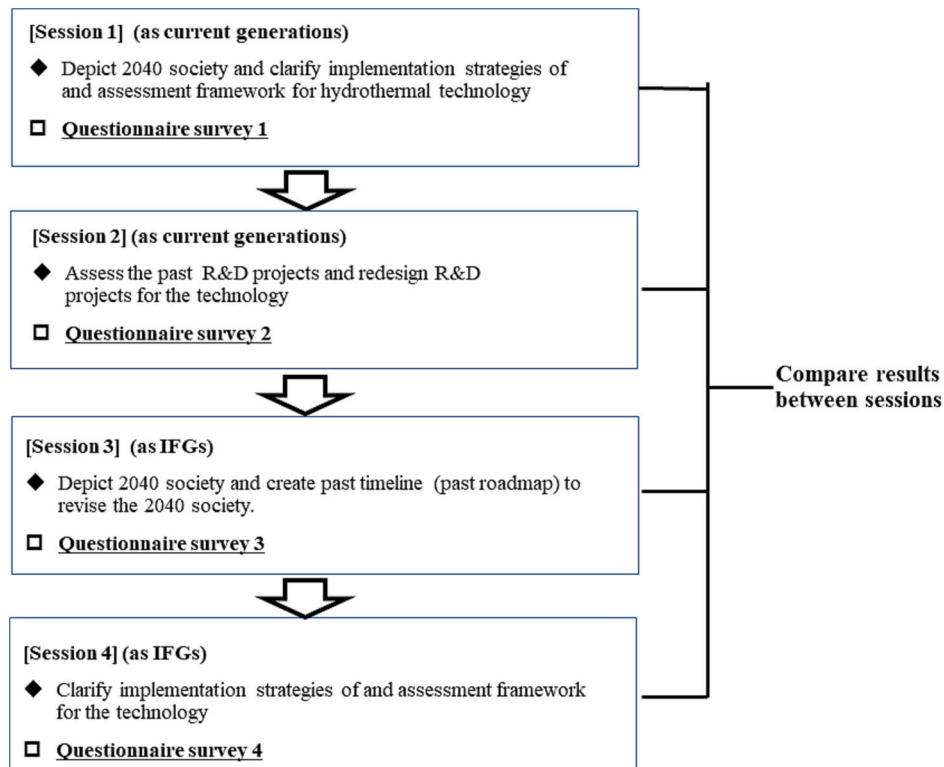 [Session 1] (as current generations)
◆ Depict 2040 society and clarify implementation strategies of
and assessment framework for hydrothermal technology
☐ Questionnaire survey 1
[Session 2] (as current generations)
◆ Assess the past R&D projects and redesign R&D
projects for the technology
☐ Questionnaire survey 2
[Session 3] (as IFGs)
◆ Depict 2040 society and create past timeline (past roadmap) to
revise the 2040 society.
☐ Questionnaire survey 3
[Session 4] (as IFGs)
◆ Clarify implementation strategies of and assessment framework
for the technology
☐ Questionnaire survey 4
Compare results
between sessions